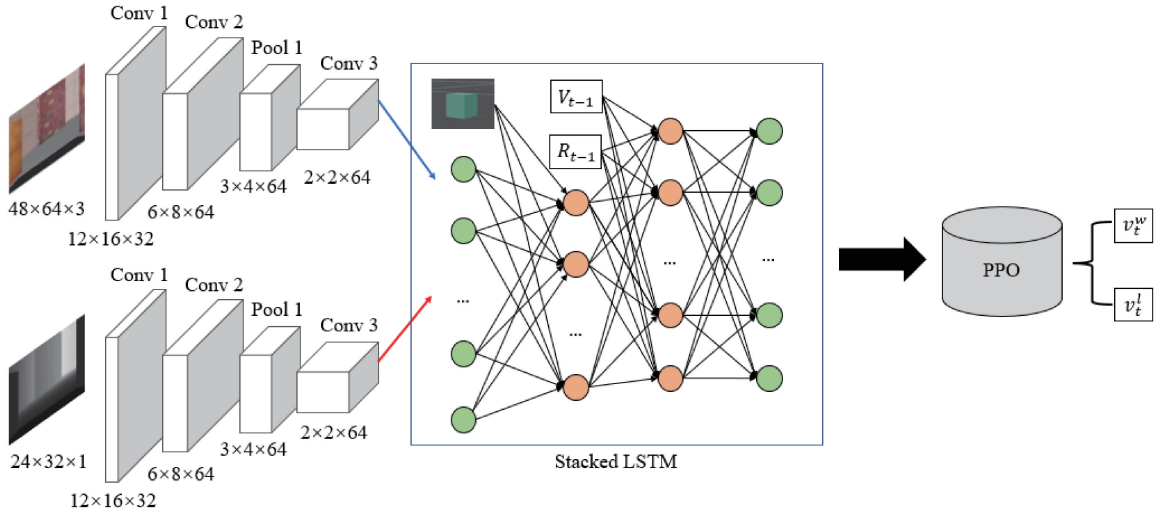 Conv 1
Conv 2
Pool 1
Conv 3
48×64×3
12×16×32
6×8×64
3×4×64
2×2×64
Conv 1
Conv 2
Pool 1
Conv 3
24×32×1
12×16×32
6×8×64
3×4×64
2×2×64
V_{t−1}
R_{t−1}
...
...
...
...
Stacked LSTM
PPO
v_t^w
v_t^l